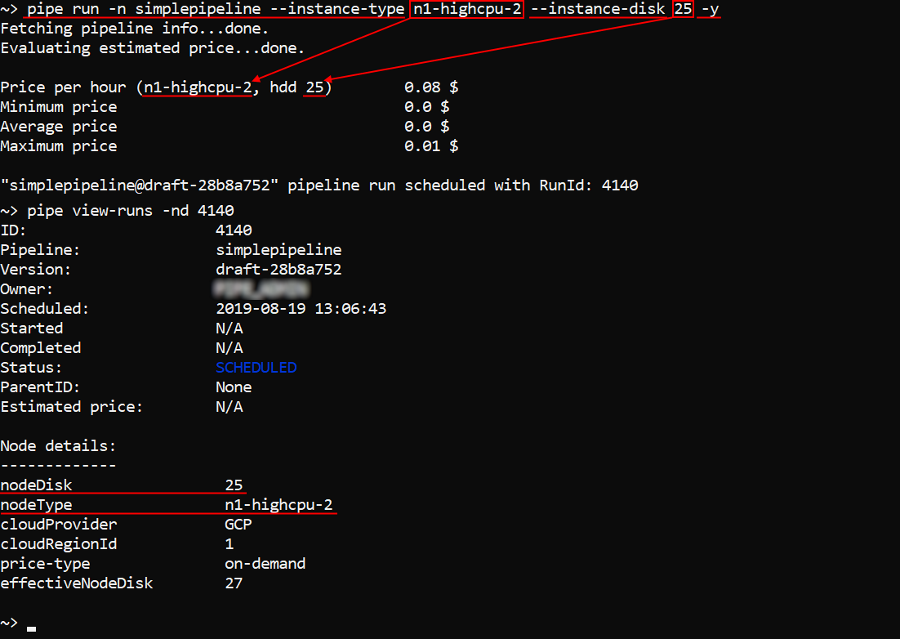 ~> pipe run -n simplepipeline --instance-type n1-highcpu-2 --instance-disk 25 -y
Fetching pipeline info...done.
Evaluating estimated price...done.
Price per hour (n1-highcpu-2, hdd 25) 0.08 $
Minimum price 0.0 $
Average price 0.0 $
Maximum price 0.01 $
"simplepipeline@draft-28b8a752" pipeline run scheduled with RunId: 4140
~> pipe view-runs -nd 4140
ID: 4140
Pipeline: simplepipeline
Version: draft-28b8a752
Owner:
Scheduled: 2019-08-19 13:06:43
Started N/A
Completed N/A
Status: SCHEDULED
ParentID: None
Estimated price: N/A
Node details:
-------------
nodeDisk 25
nodeType n1-highcpu-2
cloudProvider GCP
cloudRegionId 1
price-type on-demand
effectiveNodeDisk 27
~>